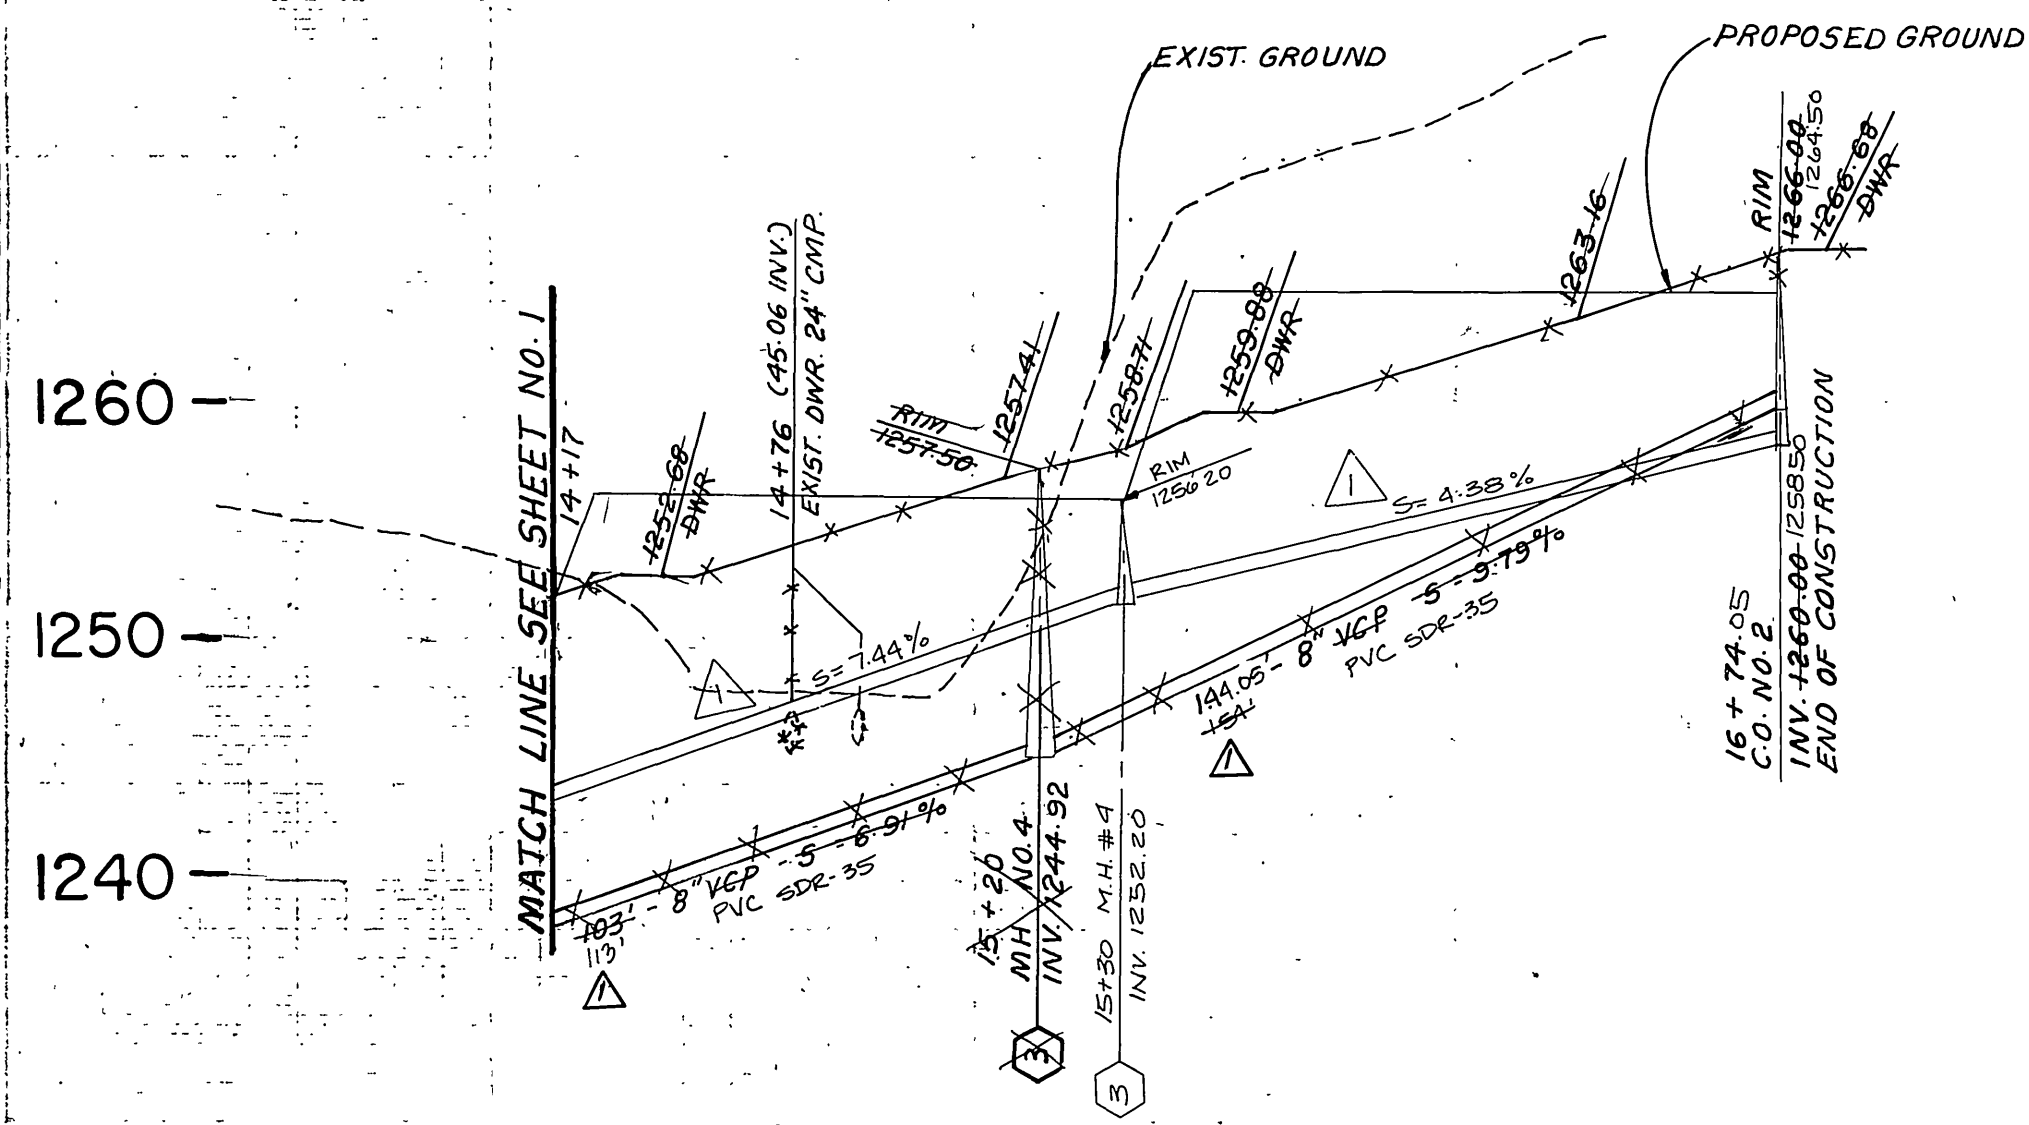 EXIST. GROUND
PROPOSED GROUND
1260
1250
1240
MATCH LINE SEE SHEET NO. 1
14+17
1252.68
DWR
14+76 (45.06 INV.)
EXIST. DWR. 24" CMP.
RIM
1257.50
1257.41
1258.71
1259.88
DWR
RIM
1256.20
1263.16
RIM
1266.00
1264.50
1266.68
DWR
1
S=7.44%
1
S=4.38%
103'- 8" VCP - S = 6.91%
113'
PVC SDR-35
1
144.05'- 8" VCP S = 9.79%
154'
PVC SDR-35
1
15+20
MH NO.4
INV. 1244.92
3
15+30 M.H.#4
INV. 1252.20
3
16+74.05
C.O. NO. 2
INV. 1260.00 1258.50
END OF CONSTRUCTION